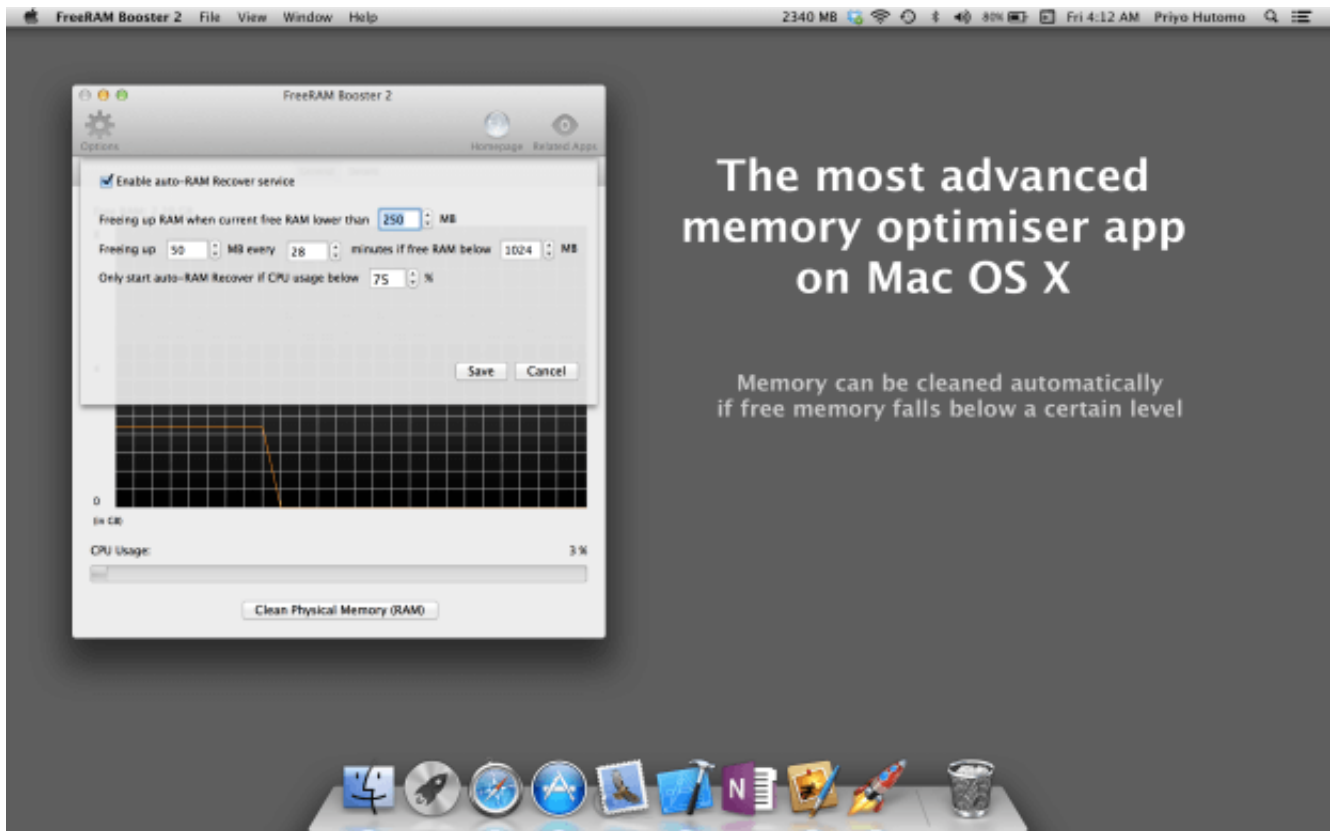 FreeRAM Booster 2 File View Window Help 2340 MB 80% Fri 4:12 AM Priyo Hutomo
FreeRAM Booster 2
Options Homepage Related Apps
Enable auto-RAM Recover service
Freeing up RAM when current free RAM lower than 250 MB
Freeing up 50 MB every 28 minutes if free RAM below 1024 MB
Only start auto-RAM Recover if CPU usage below 75 %
Save Cancel
0
(in GB)
CPU Usage: 3 %
Clean Physical Memory (RAM)
The most advanced
memory optimiser app
on Mac OS X
Memory can be cleaned automatically
if free memory falls below a certain level
N